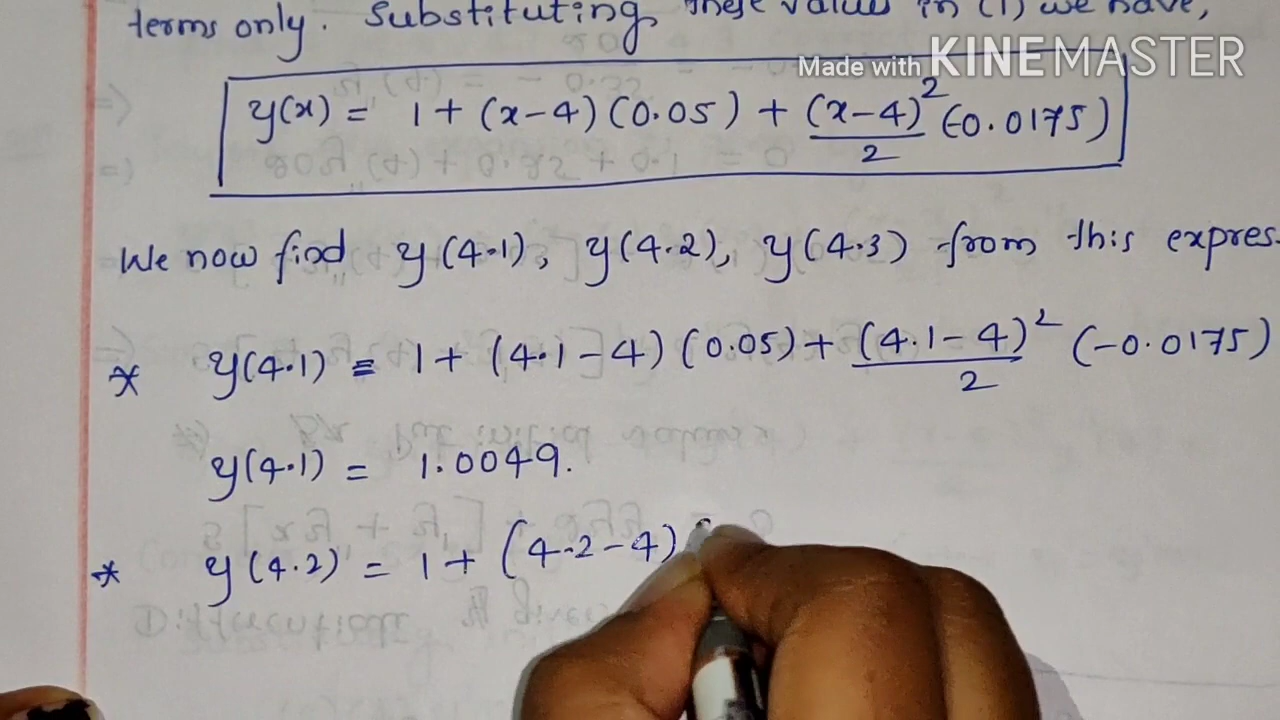 terms only. Substituting these values in (1) we have,
Made with KINEMASTER
y(x) = 1 + (x-4)(0.05) + (x-4)²/2 (-0.0175)
We now find y(4.1), y(4.2), y(4.3) from this expres-
* y(4.1) = 1 + (4.1-4)(0.05) + (4.1-4)²/2 (-0.0175)
y(4.1) = 1.0049.
* y(4.2) = 1 + (4.2-4)